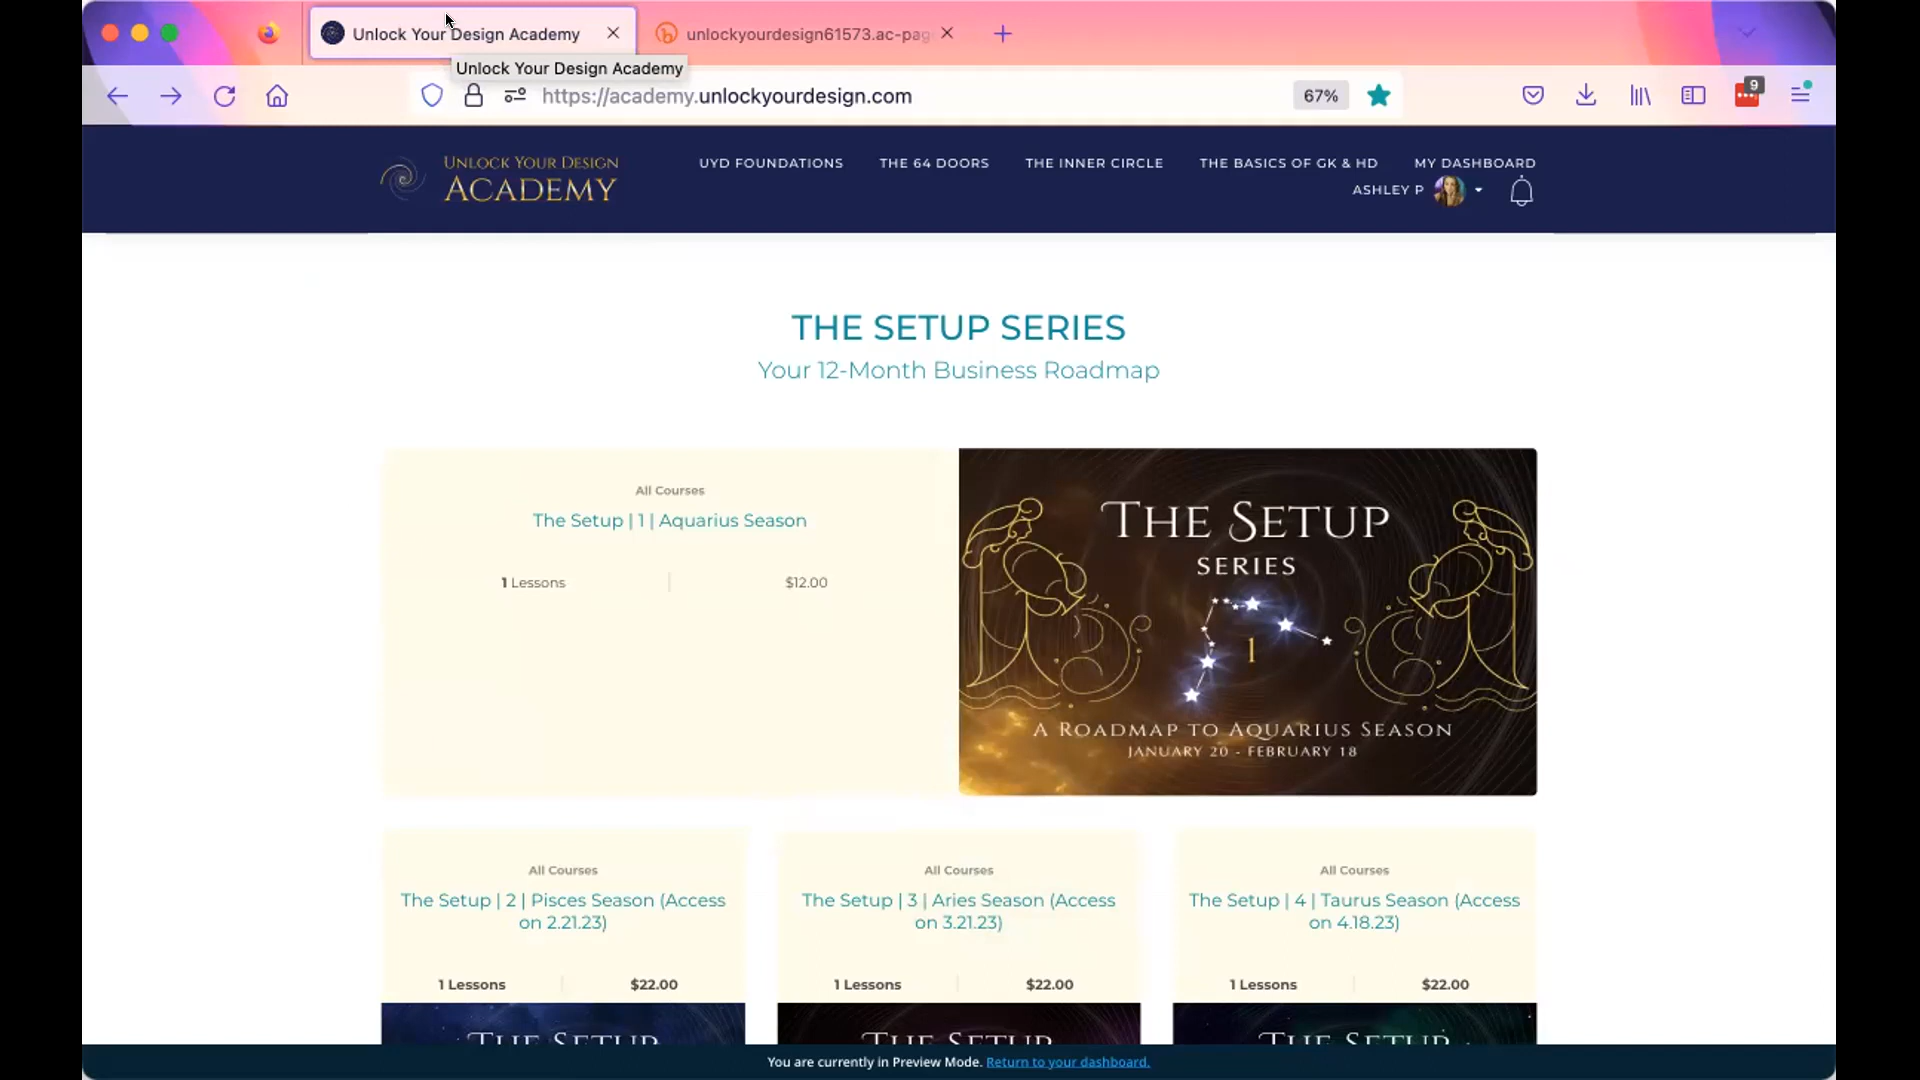 Unlock Your Design Academy
unlockyourdesign61573.ac-pag
Unlock Your Design Academy
https://academy.unlockyourdesign.com
67%
9
UNLOCK YOUR DESIGN
ACADEMY
UYD FOUNDATIONS
THE 64 DOORS
THE INNER CIRCLE
THE BASICS OF GK & HD
MY DASHBOARD
ASHLEY P
THE SETUP SERIES
Your 12-Month Business Roadmap
All Courses
The Setup | 1 | Aquarius Season
1 Lessons
$12.00
THE SETUP
SERIES
1
A ROADMAP TO AQUARIUS SEASON
JANUARY 20 - FEBRUARY 18
All Courses
The Setup | 2 | Pisces Season (Access
on 2.21.23)
1 Lessons
$22.00
All Courses
The Setup | 3 | Aries Season (Access
on 3.21.23)
1 Lessons
$22.00
All Courses
The Setup | 4 | Taurus Season (Access
on 4.18.23)
1 Lessons
$22.00
THE SETUP
THE SETUP
THE SETUP
You are currently in Preview Mode. Return to your dashboard.